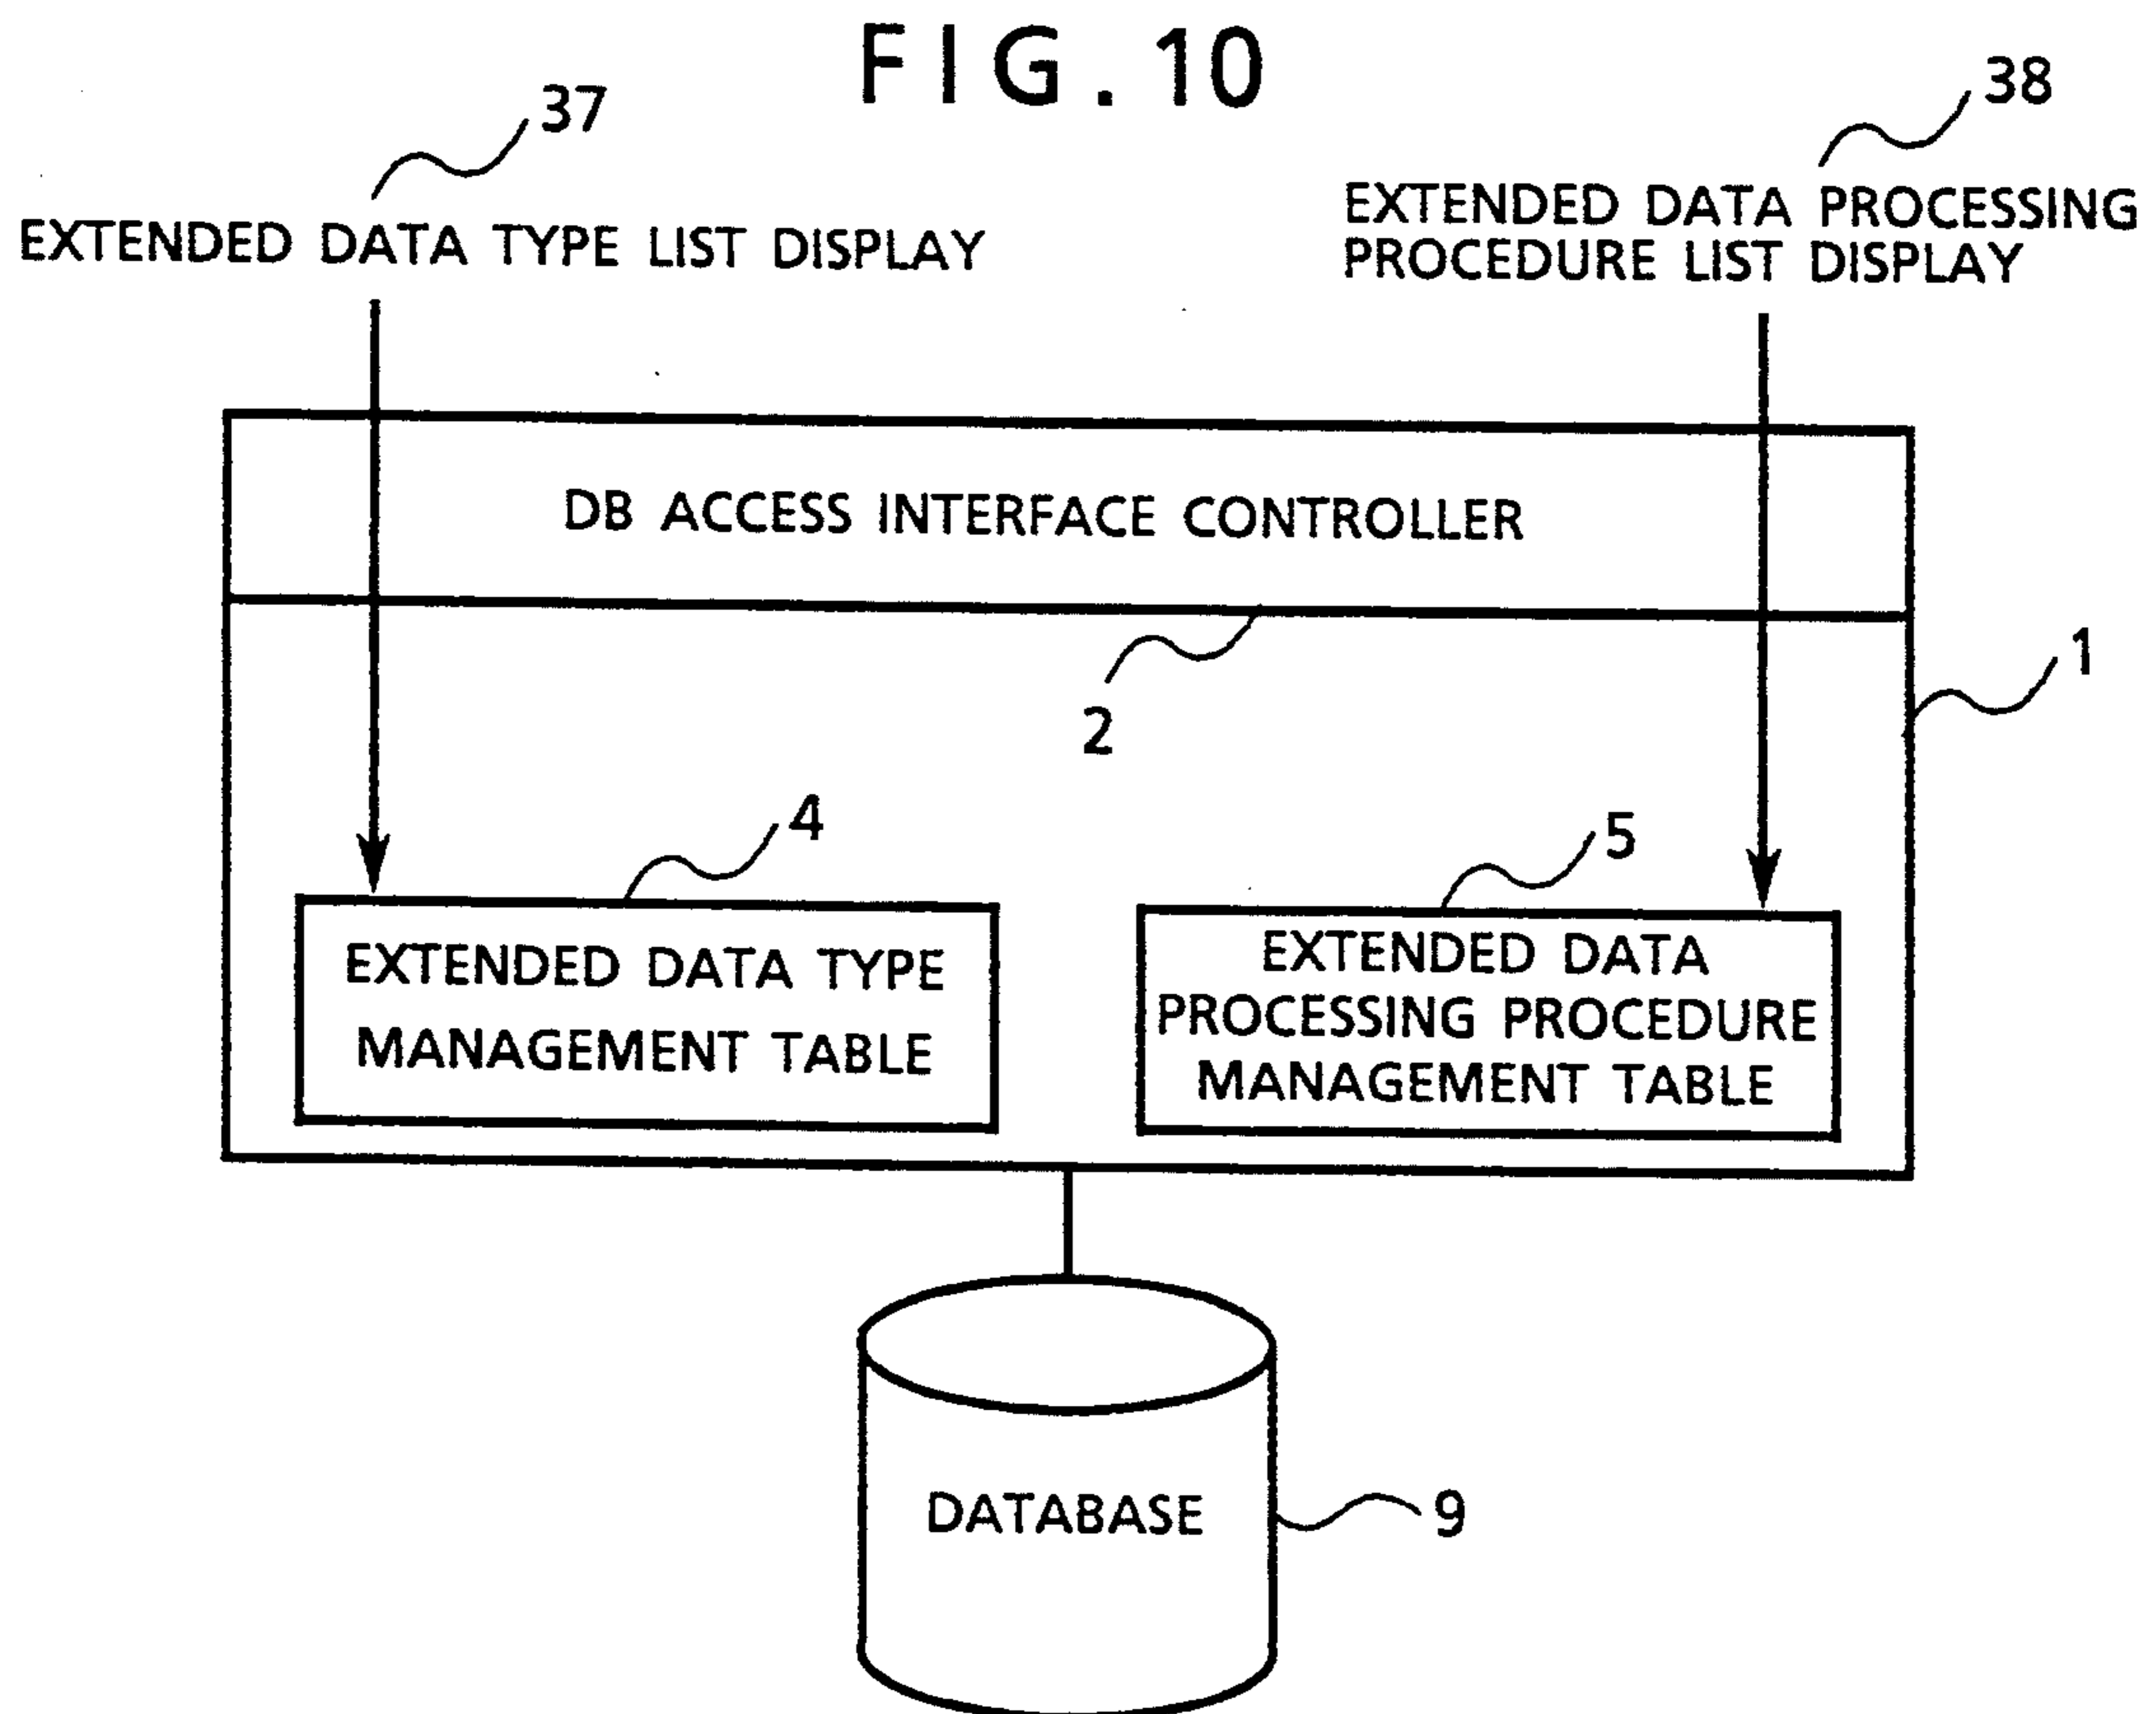 FIG.10
37
38
EXTENDED DATA TYPE LIST DISPLAY
EXTENDED DATA PROCESSING
PROCEDURE LIST DISPLAY
DB ACCESS INTERFACE CONTROLLER
2
1
4
5
EXTENDED DATA TYPE
MANAGEMENT TABLE
EXTENDED DATA
PROCESSING PROCEDURE
MANAGEMENT TABLE
DATABASE
9